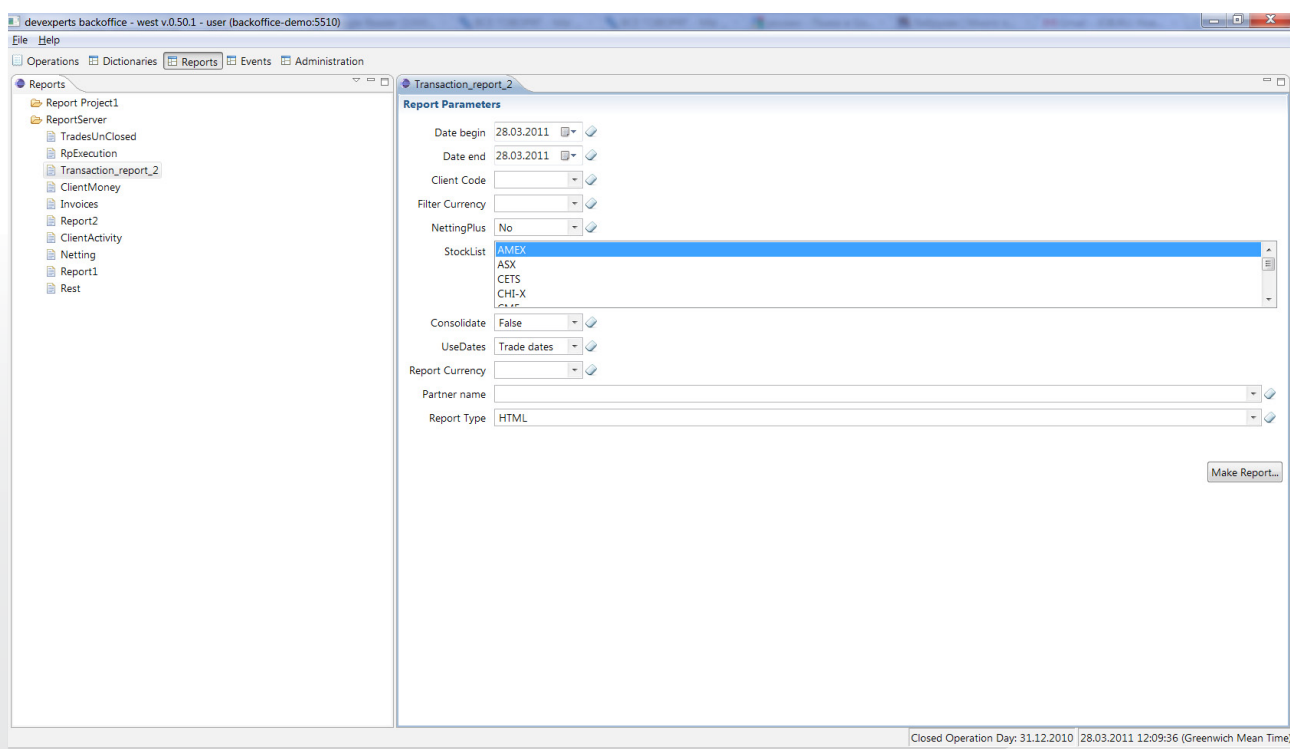 devexperts backoffice - west v.0.50.1 - user (backoffice-demo:5510)
File Help
Operations Dictionaries Reports Events Administration
Reports
Report Project1
ReportServer
TradesUnClosed
RpExecution
Transaction_report_2
ClientMoney
Invoices
Report2
ClientActivity
Netting
Report1
Rest
Transaction_report_2
Report Parameters
Date begin 28.03.2011
Date end 28.03.2011
Client Code
Filter Currency
NettingPlus No
StockList AMEX
ASX
CETS
CHI-X
Consolidate False
UseDates Trade dates
Report Currency
Partner name
Report Type HTML
Make Report...
Closed Operation Day: 31.12.2010 28.03.2011 12:09:36 (Greenwich Mean Time)